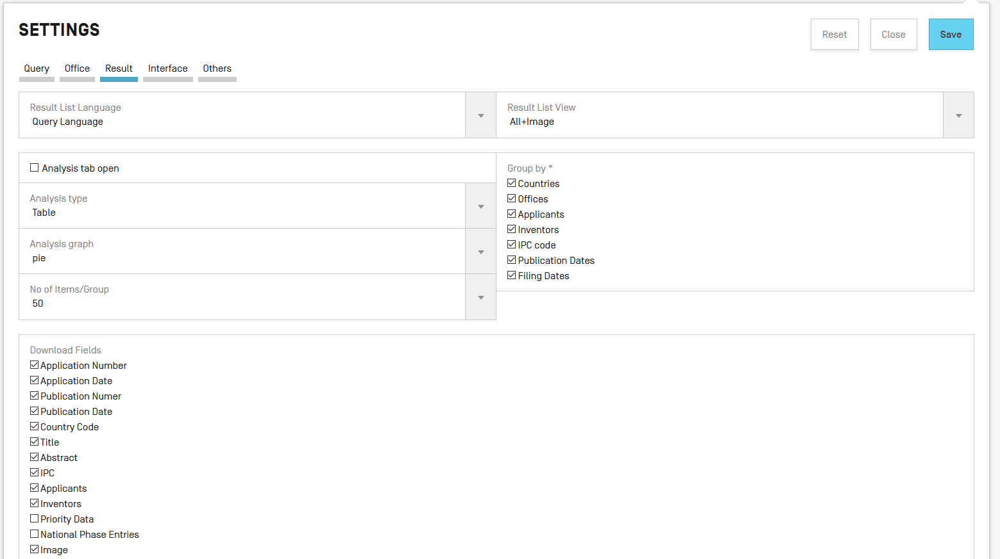 SETTINGS
Reset Close Save
Query Office Result Interface Others
Result List Language
Query Language
Result List View
All+Image
Analysis tab open
Analysis type
Table
Analysis graph
pie
No of Items/Group
50
Group by *
Countries
Offices
Applicants
Inventors
IPC code
Publication Dates
Filing Dates
Download Fields
Application Number
Application Date
Publication Numer
Publication Date
Country Code
Title
Abstract
IPC
Applicants
Inventors
Priority Data
National Phase Entries
Image